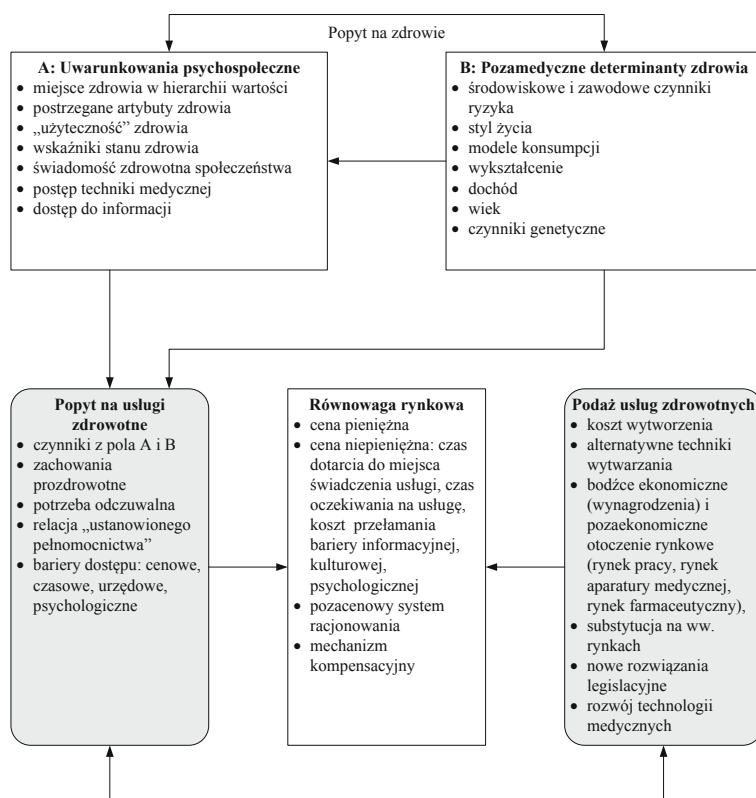 Popyt na zdrowie
A: Uwarunkowania psychospołeczne
• miejsce zdrowia w hierarchii wartości
• postrzegane artybuty zdrowia
• „użyteczność” zdrowia
• wskaźniki stanu zdrowia
• świadomość zdrowotna społeczeństwa
• postęp techniki medycznej
• dostęp do informacji
B: Pozamedyczne determinanty zdrowia
• środowiskowe i zawodowe czynniki
ryzyka
• styl życia
• modele konsumpcji
• wykształcenie
• dochód
• wiek
• czynniki genetyczne
Popyt na usługi
zdrowotne
• czynniki z pola A i B
• zachowania
prozdrowotne
• potrzeba odczuwalna
• relacja „ustanowionego
pełnomocnictwa”
• bariery dostępu: cenowe,
czasowe, urzędowe,
psychologiczne
Równowaga rynkowa
• cena pieniężna
• cena niepieniężna: czas
dotarcia do miejsca
świadczenia usługi, czas
oczekiwania na usługę,
koszt przełamania
bariery informacyjnej,
kulturowej,
psychologicznej
• pozacenowy system
racjonowania
• mechanizm
kompensacyjny
Podaż usług zdrowotnych
• koszt wytworzenia
• alternatywne techniki
wytwarzania
• bodźce ekonomiczne
(wynagrodzenia) i
pozaekonomiczne
otoczenie rynkowe
(rynek pracy, rynek
aparatury medycznej,
rynek farmaceutyczny),
• substytucja na ww.
rynkach
• nowe rozwiązania
legislacyjne
• rozwój technologii
medycznych